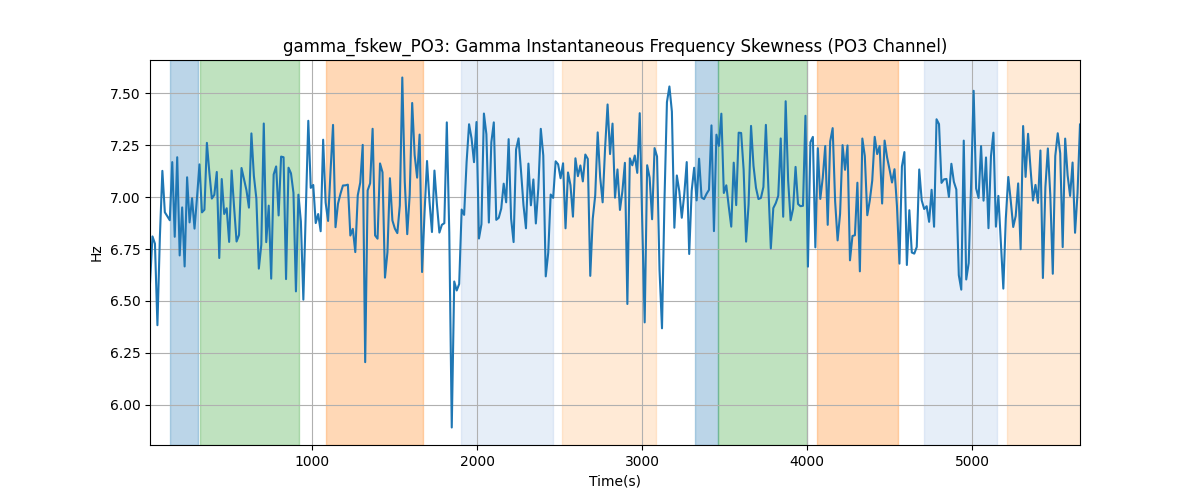 gamma_fskew_PO3: Gamma Instantaneous Frequency Skewness (PO3 Channel)
7.50
7.25
7.00
6.75
6.50
6.25
6.00
Hz
1000 2000 3000 4000 5000
Time(s)